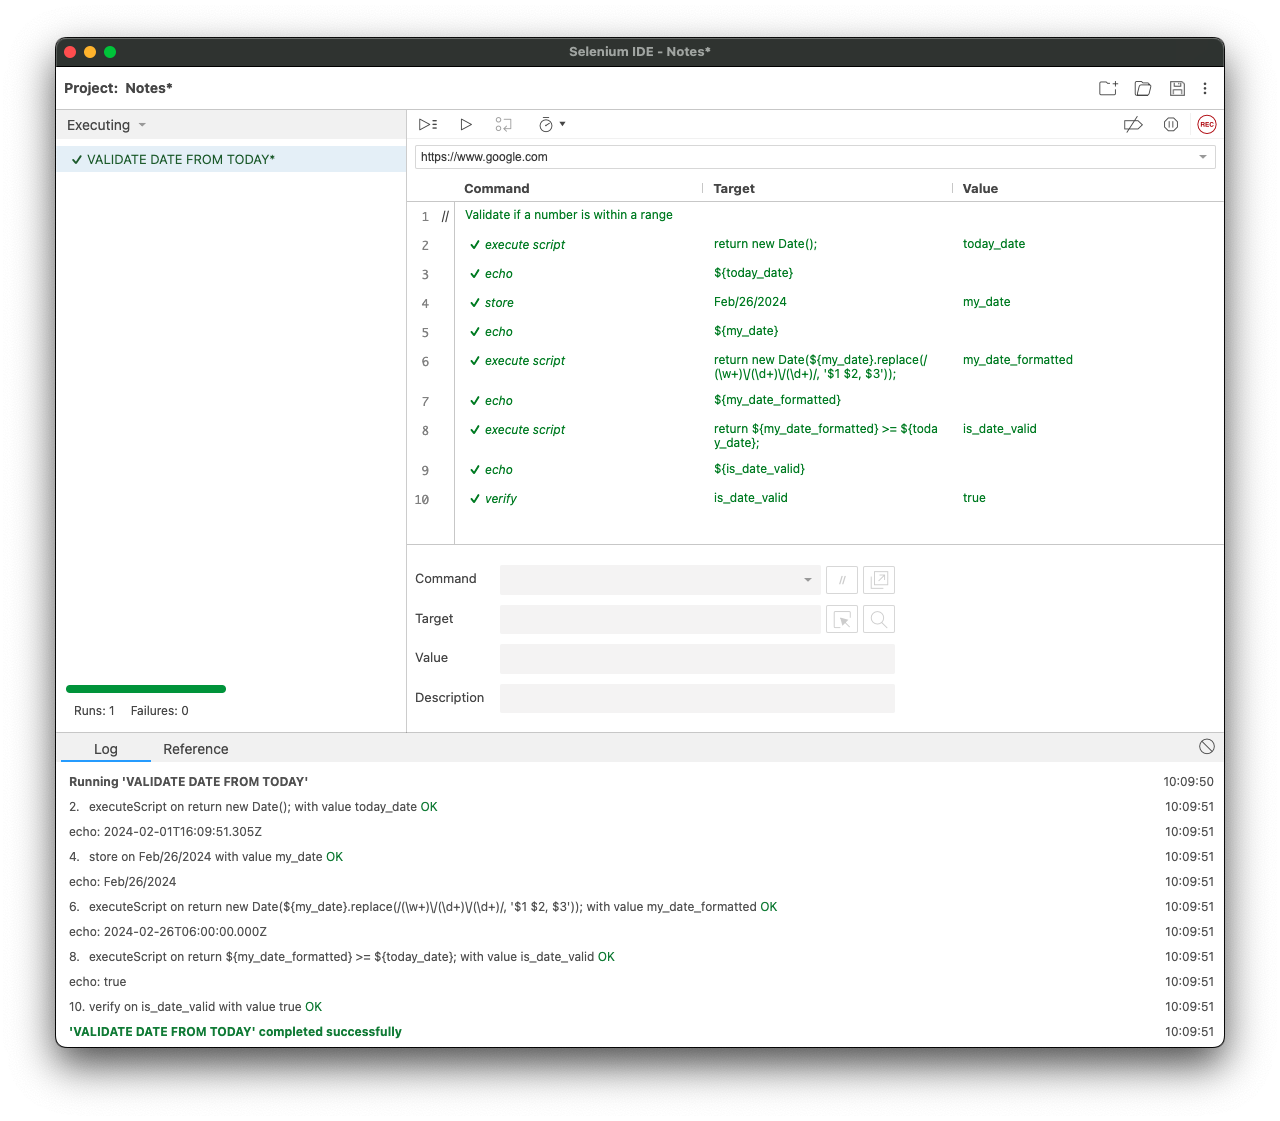 Selenium IDE - Notes*
Project: Notes*
Executing
REC
VALIDATE DATE FROM TODAY*
https://www.google.com
Command Target Value
1 // Validate if a number is within a range
2 execute script return new Date(); today_date
3 echo ${today_date}
4 store Feb/26/2024 my_date
5 echo ${my_date}
6 execute script return new Date(${my_date}.replace(/ my_date_formatted
(\w+)\/(\d+)\/(\d+)/, '$1 $2, $3'));
7 echo ${my_date_formatted}
8 execute script return ${my_date_formatted} >= ${toda is_date_valid
y_date};
9 echo ${is_date_valid}
10 verify is_date_valid true
Command //
Target
Value
Description
Runs: 1 Failures: 0
Log Reference
Running 'VALIDATE DATE FROM TODAY' 10:09:50
2. executeScript on return new Date(); with value today_date OK 10:09:51
echo: 2024-02-01T16:09:51.305Z 10:09:51
4. store on Feb/26/2024 with value my_date OK 10:09:51
echo: Feb/26/2024 10:09:51
6. executeScript on return new Date(${my_date}.replace(/(\w+)\/(\d+)\/(\d+)/, '$1 $2, $3')); with value my_date_formatted OK 10:09:51
echo: 2024-02-26T06:00:00.000Z 10:09:51
8. executeScript on return ${my_date_formatted} >= ${today_date}; with value is_date_valid OK 10:09:51
echo: true 10:09:51
10. verify on is_date_valid with value true OK 10:09:51
'VALIDATE DATE FROM TODAY' completed successfully 10:09:51